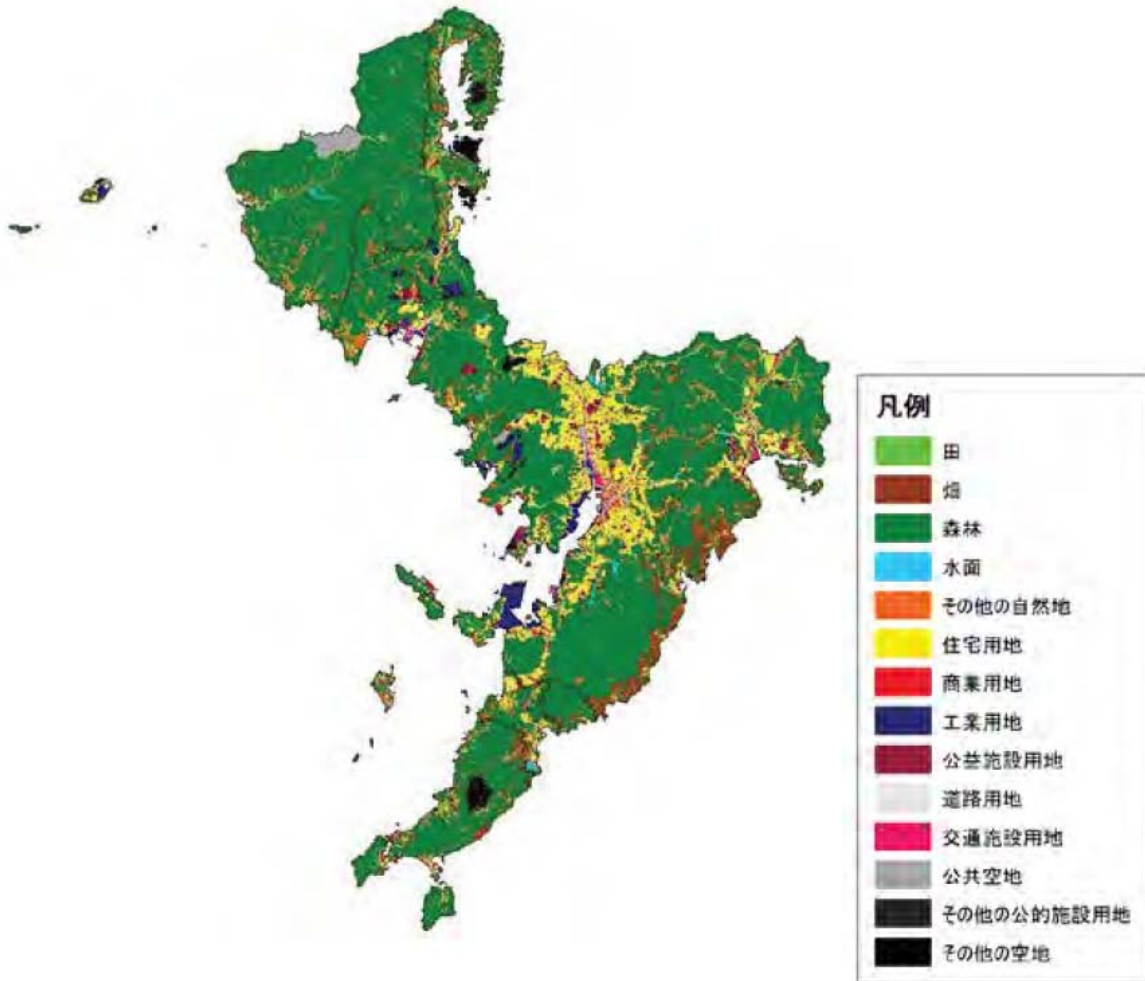 凡例
田
畑
森林
水面
その他の自然地
住宅用地
商業用地
工業用地
公益施設用地
道路用地
交通施設用地
公共空地
その他の公的施設用地
その他の空地